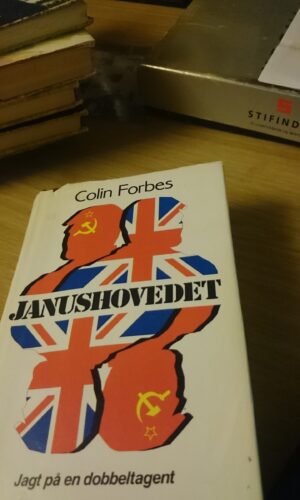 STIFIND
Colin Forbes
JANUSHOVEDET
Jagt på en dobbeltagent